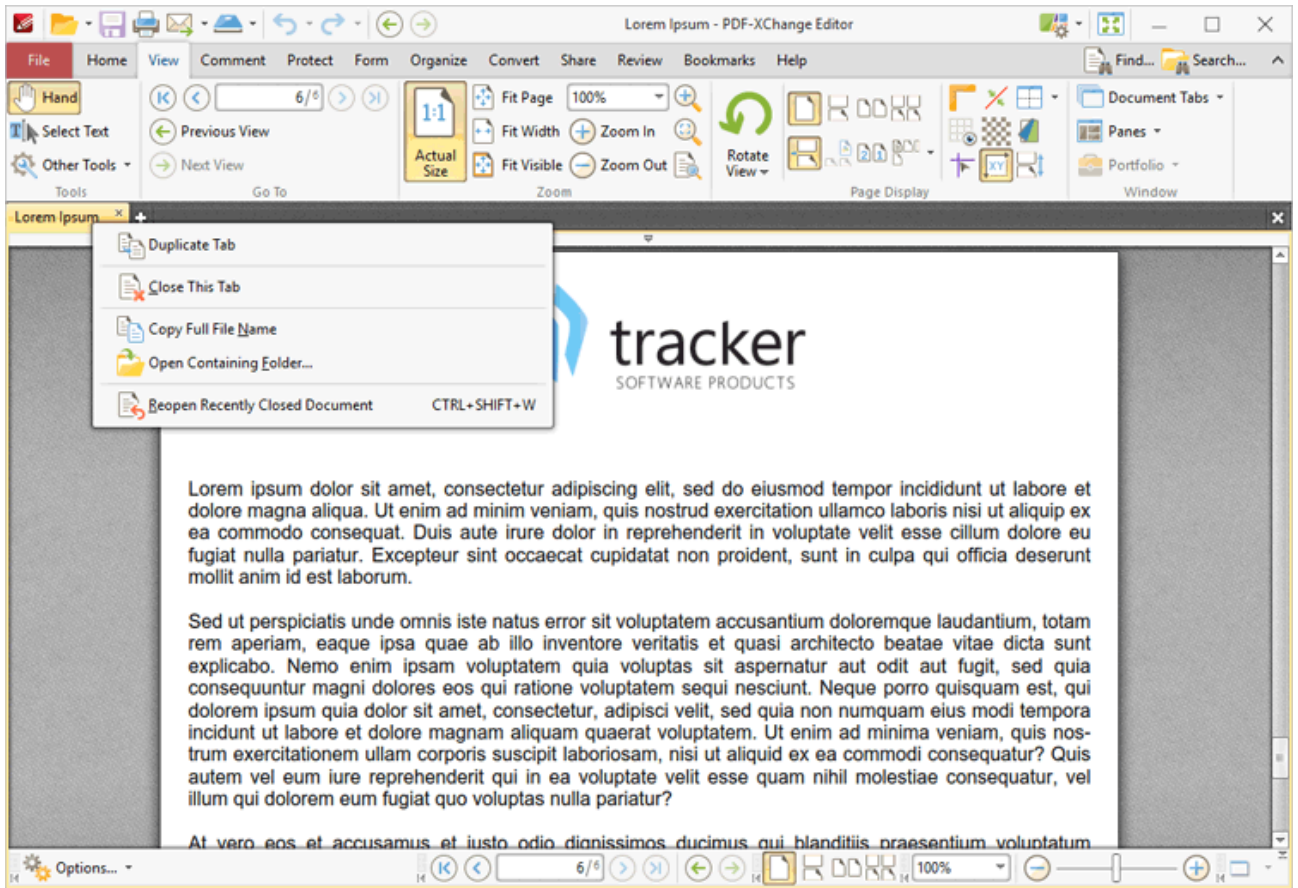 Lorem Ipsum - PDF-XChange Editor
File Home View Comment Protect Form Organize Convert Share Review Bookmarks Help Find... Search...
Hand 6/6 1:1 Fit Page 100% Document Tabs
Select Text Previous View Fit Width Zoom In Panes
Other Tools Next View Actual Size Fit Visible Zoom Out Rotate View Portfolio
Tools Go To Zoom Page Display Window
Lorem Ipsum
Duplicate Tab
Close This Tab
Copy Full File Name
Open Containing Folder...
Reopen Recently Closed Document CTRL+SHIFT+W
tracker
SOFTWARE PRODUCTS
Lorem ipsum dolor sit amet, consectetur adipiscing elit, sed do eiusmod tempor incididunt ut labore et
dolore magna aliqua. Ut enim ad minim veniam, quis nostrud exercitation ullamco laboris nisi ut aliquip ex
ea commodo consequat. Duis aute irure dolor in reprehenderit in voluptate velit esse cillum dolore eu
fugiat nulla pariatur. Excepteur sint occaecat cupidatat non proident, sunt in culpa qui officia deserunt
mollit anim id est laborum.
Sed ut perspiciatis unde omnis iste natus error sit voluptatem accusantium doloremque laudantium, totam
rem aperiam, eaque ipsa quae ab illo inventore veritatis et quasi architecto beatae vitae dicta sunt
explicabo. Nemo enim ipsam voluptatem quia voluptas sit aspernatur aut odit aut fugit, sed quia
consequuntur magni dolores eos qui ratione voluptatem sequi nesciunt. Neque porro quisquam est, qui
dolorem ipsum quia dolor sit amet, consectetur, adipisci velit, sed quia non numquam eius modi tempora
incidunt ut labore et dolore magnam aliquam quaerat voluptatem. Ut enim ad minima veniam, quis nos-
trum exercitationem ullam corporis suscipit laboriosam, nisi ut aliquid ex ea commodi consequatur? Quis
autem vel eum iure reprehenderit qui in ea voluptate velit esse quam nihil molestiae consequatur, vel
illum qui dolorem eum fugiat quo voluptas nulla pariatur?
At vero eos et accusamus et iusto odio dignissimos ducimus qui blanditiis praesentium voluptatum
Options... 6/6 100%